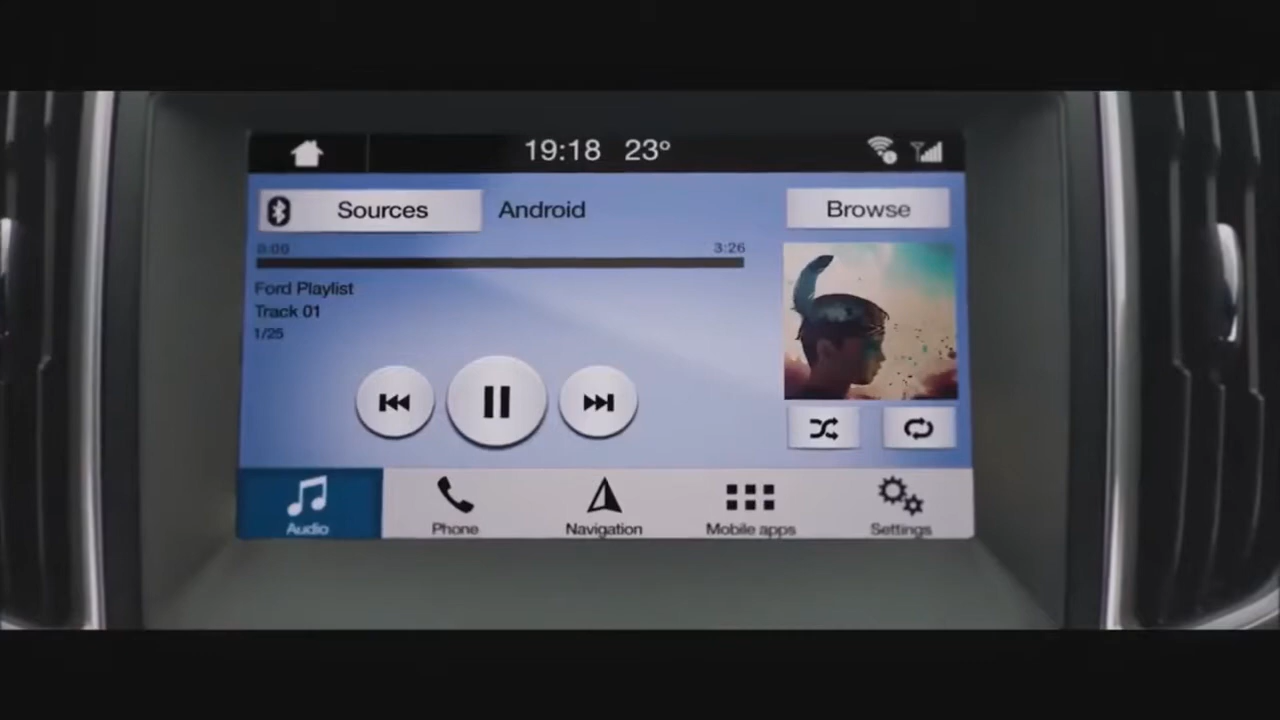 19:18 23°
Sources Android Browse
0:00 3:26
Ford Playlist
Track 01
1/25
Audio Phone Navigation Mobile apps Settings